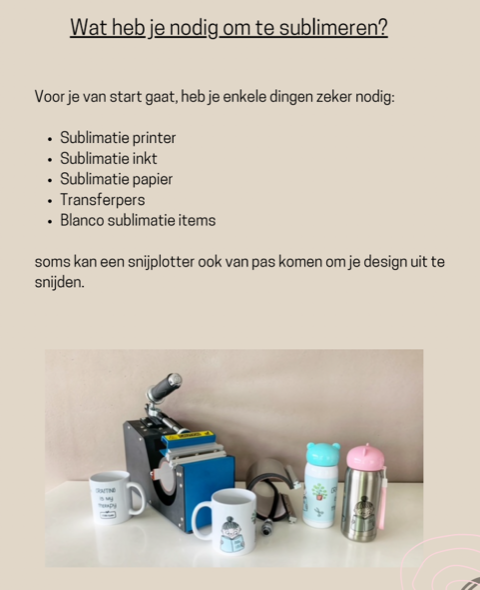 Wat heb je nodig om te sublimeren?
Voor je van start gaat, heb je enkele dingen zeker nodig:
• Sublimatie printer
• Sublimatie inkt
• Sublimatie papier
• Transferpers
• Blanco sublimatie items
soms kan een snijplotter ook van pas komen om je design uit te
snijden.
is my